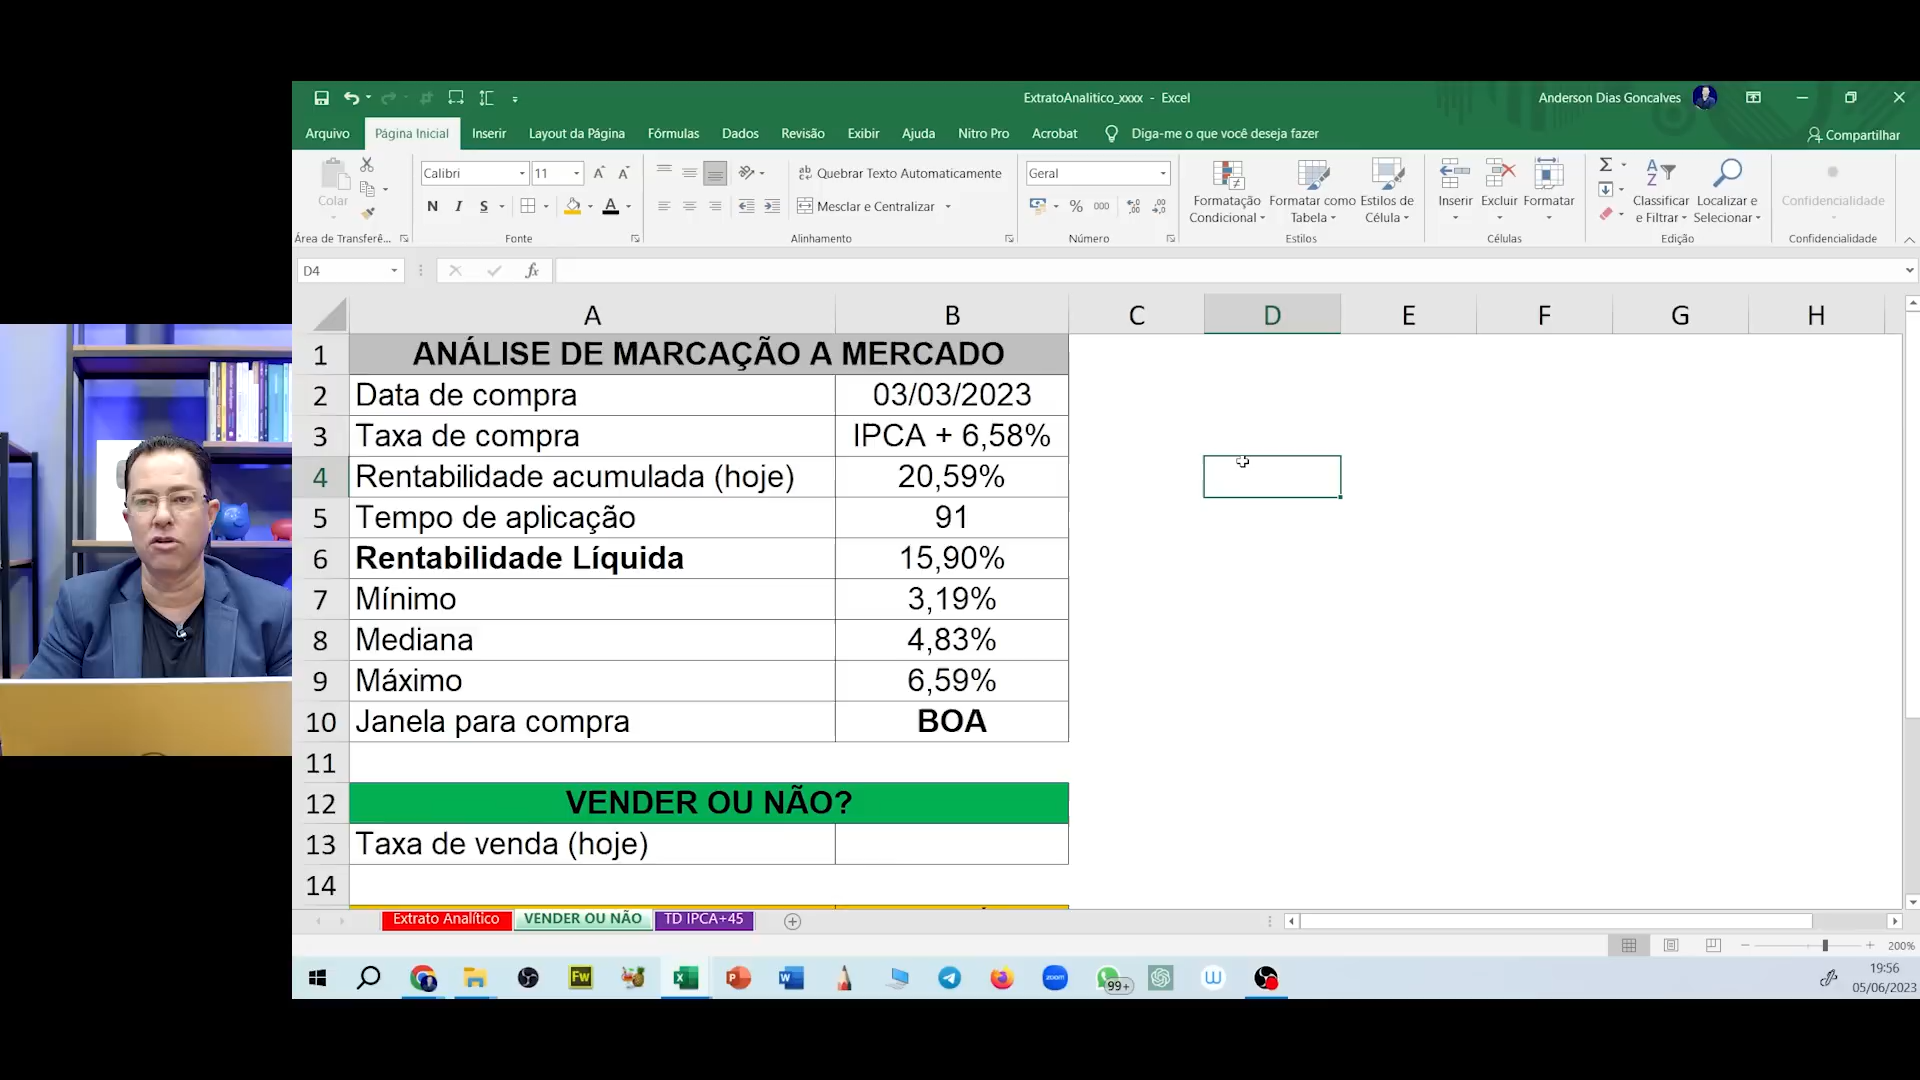 ExtratoAnalitico_xxxx - Excel
Anderson Dias Goncalves
Arquivo
Página Inicial
Inserir
Layout da Página
Fórmulas
Dados
Revisão
Exibir
Ajuda
Nitro Pro
Acrobat
Diga-me o que você deseja fazer
Compartilhar
Colar
Calibri
11
N I S
Quebrar Texto Automaticamente
Mesclar e Centralizar
Geral
% 000
Formatação Condicional
Formatar como Tabela
Estilos de Célula
Inserir
Excluir
Formatar
Classificar e Filtrar
Localizar e Selecionar
Confidencialidade
Área de Transferê...
Fonte
Alinhamento
Número
Estilos
Células
Edição
Confidencialidade
D4
fx
A B C D E F G H
1 ANÁLISE DE MARCAÇÃO A MERCADO
2 Data de compra 03/03/2023
3 Taxa de compra IPCA + 6,58%
4 Rentabilidade acumulada (hoje) 20,59%
5 Tempo de aplicação 91
6 Rentabilidade Líquida 15,90%
7 Mínimo 3,19%
8 Mediana 4,83%
9 Máximo 6,59%
10 Janela para compra BOA
11
12 VENDER OU NÃO?
13 Taxa de venda (hoje)
14
Extrato Analítico
VENDER OU NÃO
TD IPCA+45
200%
Fw
zoom
99+
19:56
05/06/2023